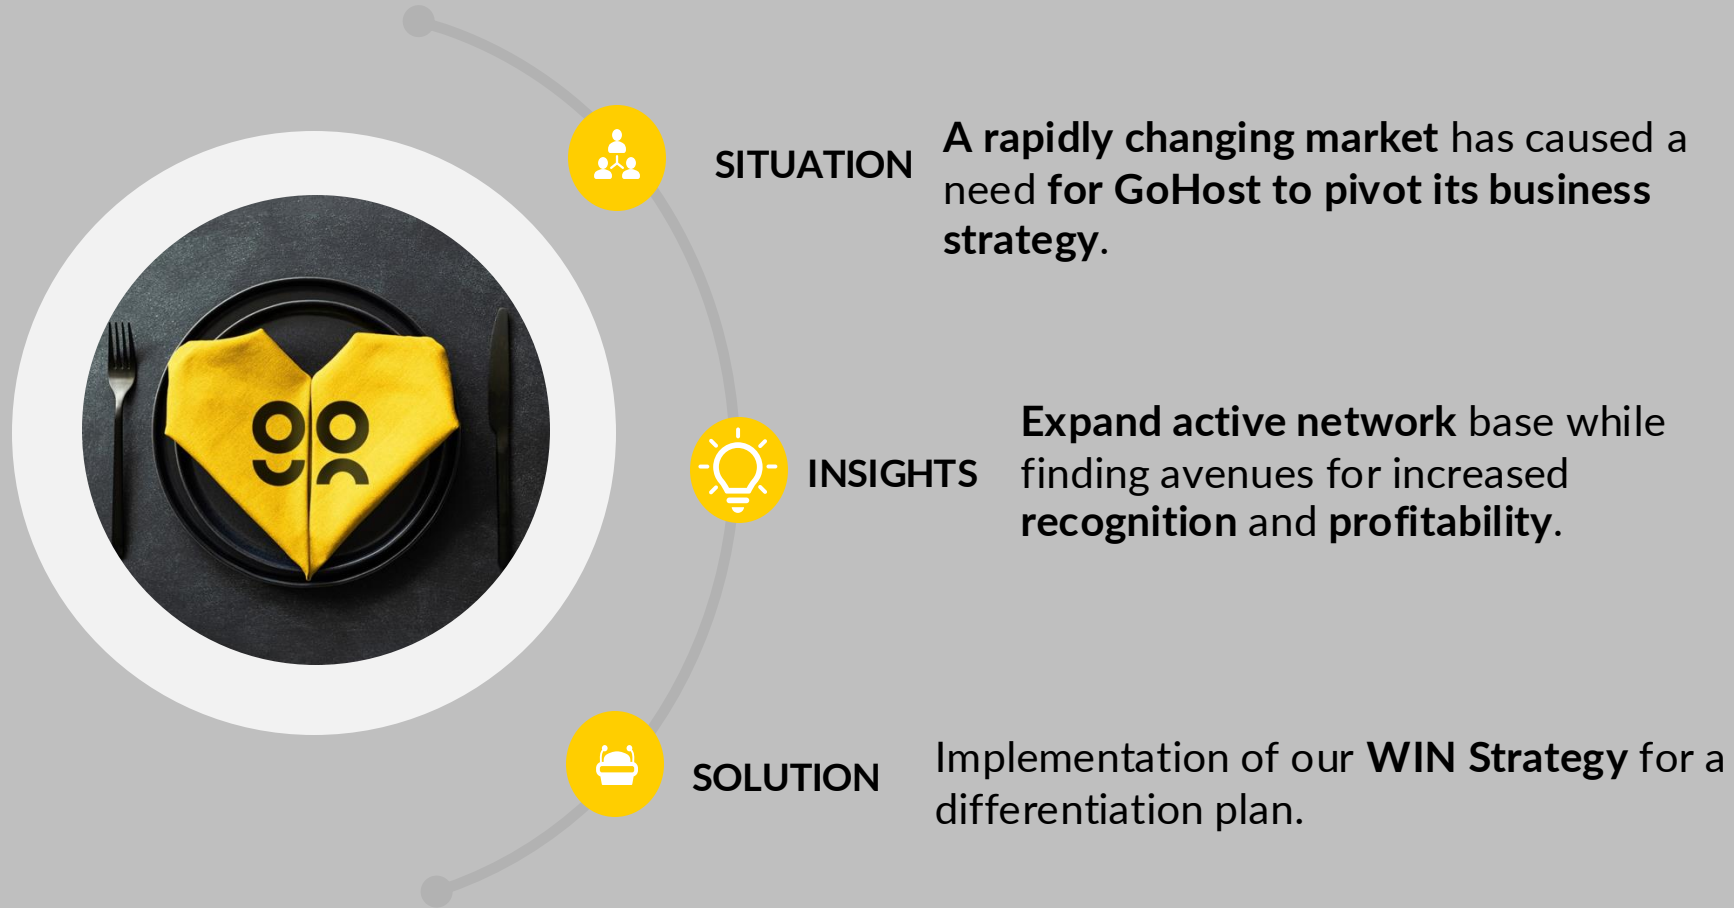 SITUATION
A rapidly changing market has caused a
need for GoHost to pivot its business
strategy.
go
INSIGHTS
Expand active network base while
finding avenues for increased
recognition and profitability.
SOLUTION
Implementation of our WIN Strategy for a
differentiation plan.